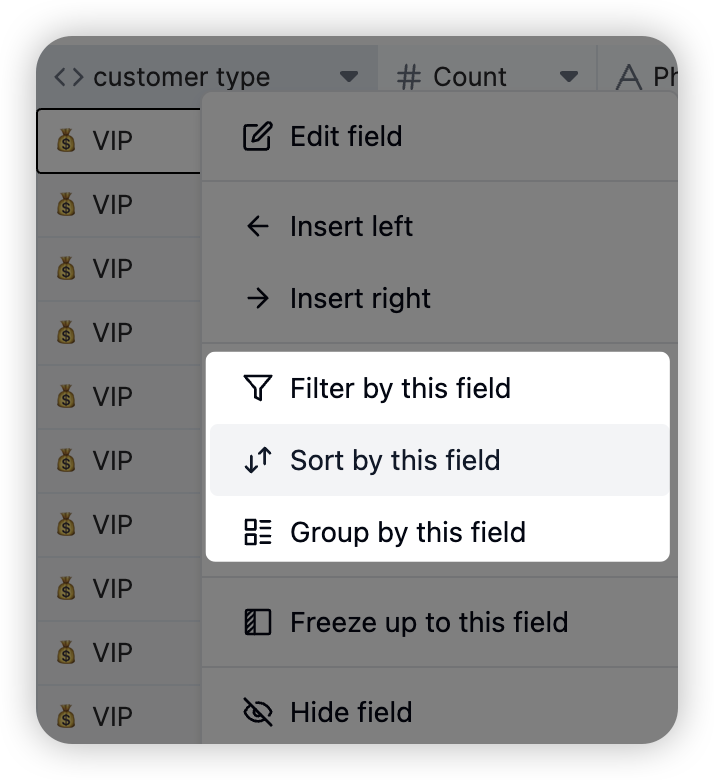 customer type
Count
VIP
Edit field
VIP
Insert left
VIP
Insert right
VIP
Filter by this field
VIP
Sort by this field
VIP
Group by this field
VIP
VIP
Freeze up to this field
VIP
Hide field
VIP